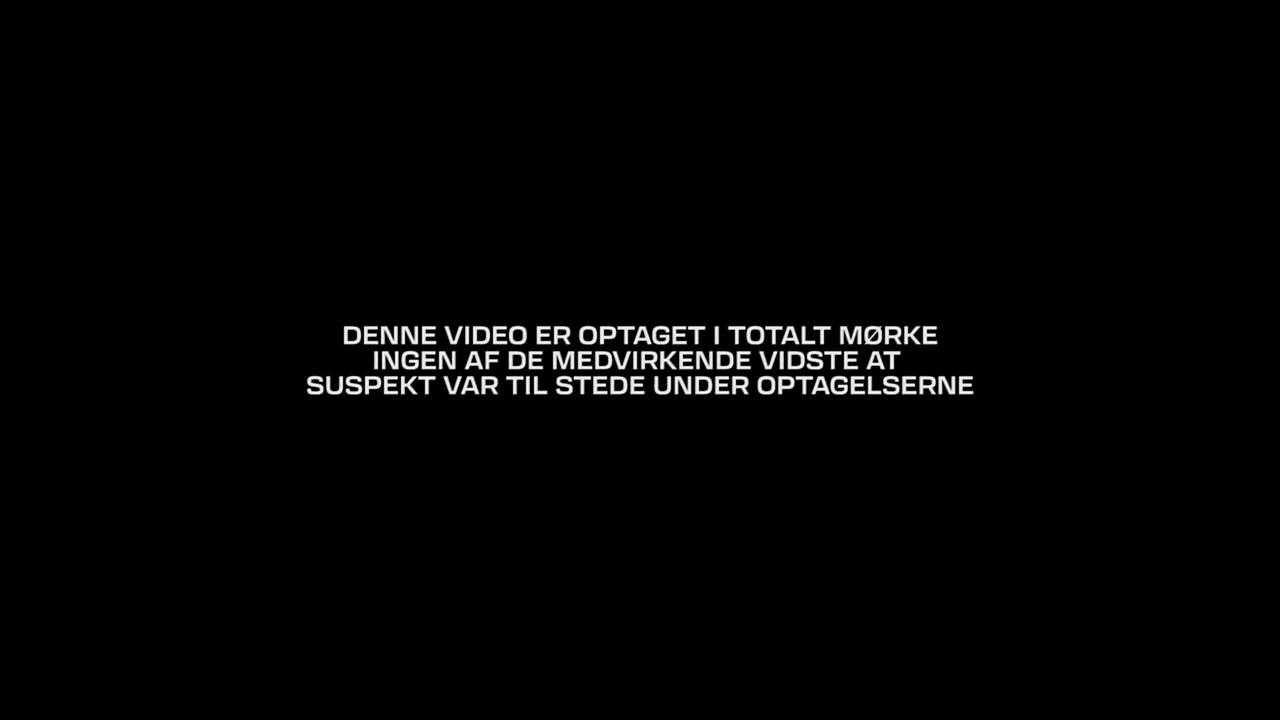 DENNE VIDEO ER OPTAGET I TOTALT MØRKE
INGEN AF DE MEDVIRKENDE VIDSTE AT
SUSPEKT VAR TIL STEDE UNDER OPTAGELSERNE